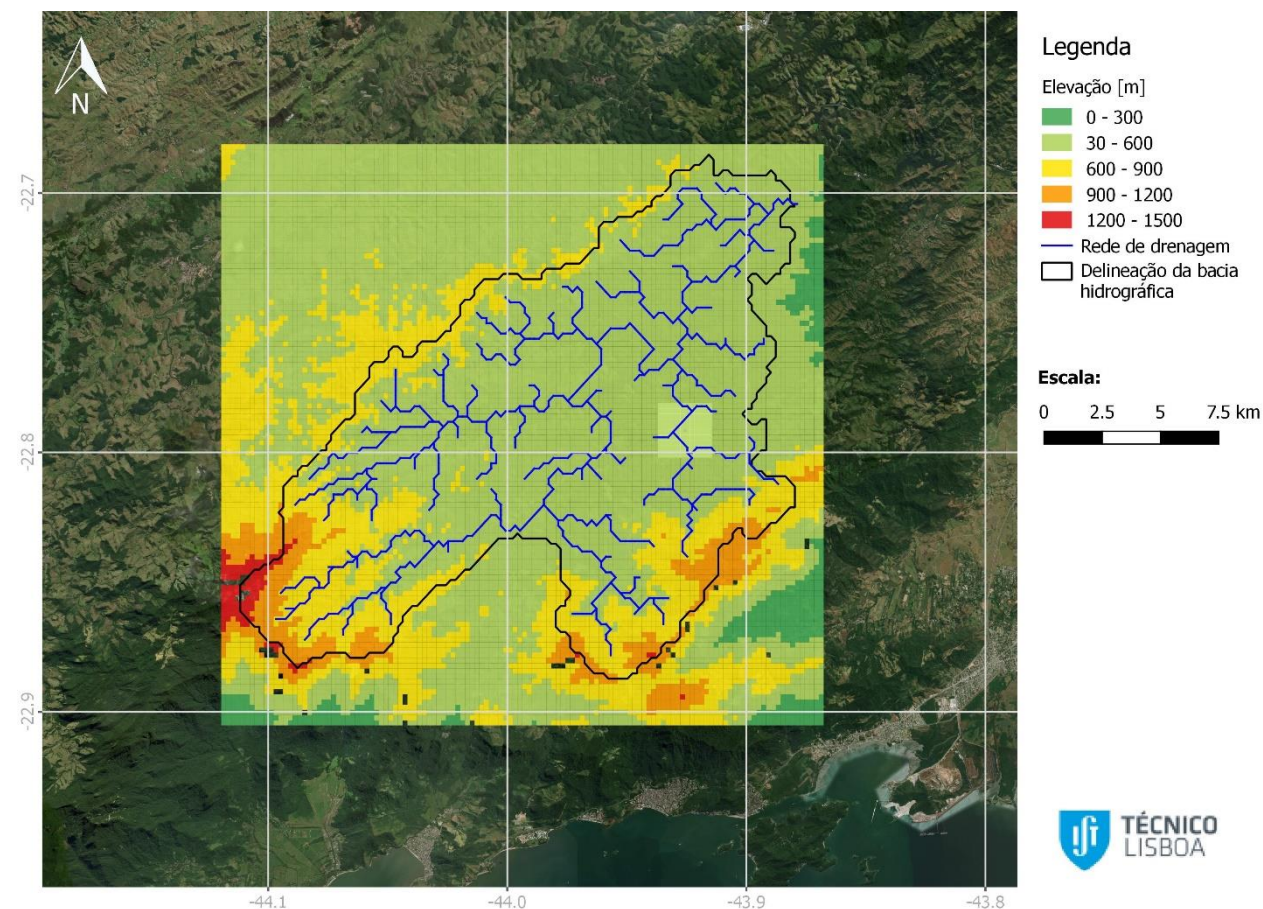 N
-22.7
-22.8
-22.9
-44.1
-44.0
-43.9
-43.8
Legenda
Elevação [m]
0 - 300
30 - 600
600 - 900
900 - 1200
1200 - 1500
Rede de drenagem
Delineação da bacia
hidrográfica
Escala:
0 2.5 5 7.5 km
TÉCNICO
LISBOA